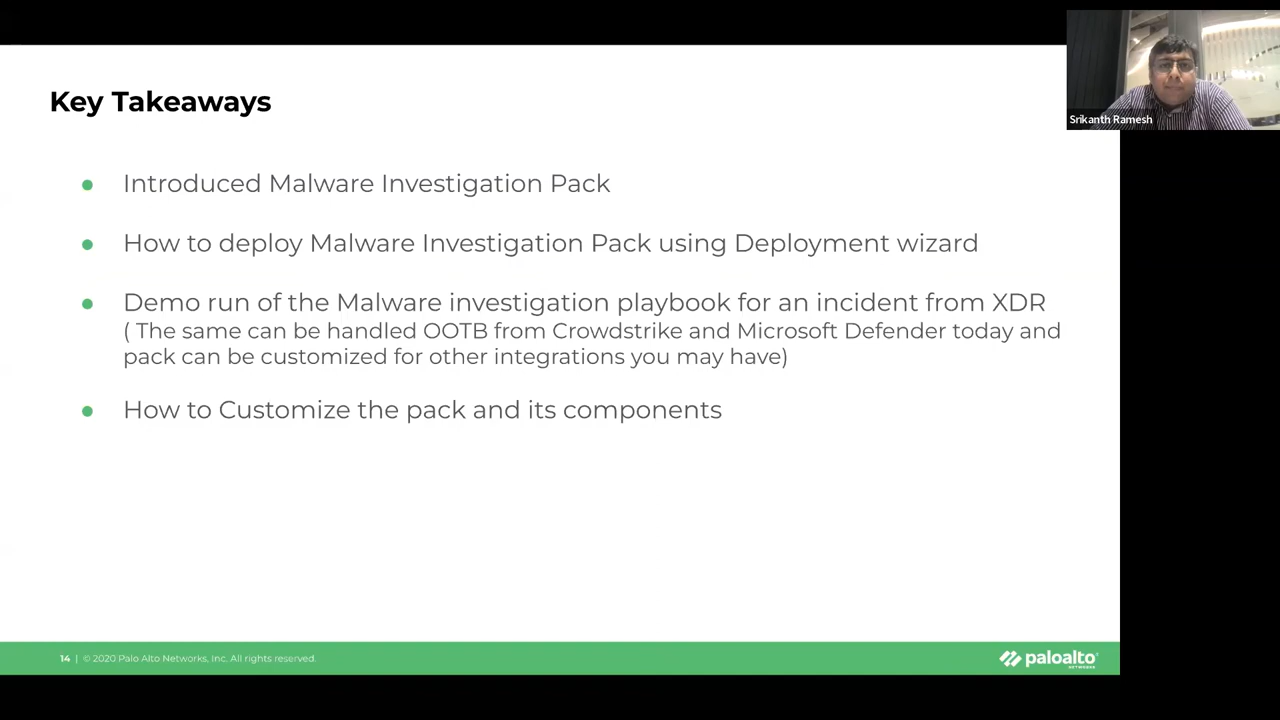 Key Takeaways
Srikanth Ramesh
● Introduced Malware Investigation Pack
● How to deploy Malware Investigation Pack using Deployment wizard
● Demo run of the Malware investigation playbook for an incident from XDR
( The same can be handled OOTB from Crowdstrike and Microsoft Defender today and
pack can be customized for other integrations you may have)
● How to Customize the pack and its components
14 | © 2020 Palo Alto Networks, Inc. All rights reserved.
paloalto
NETWORKS